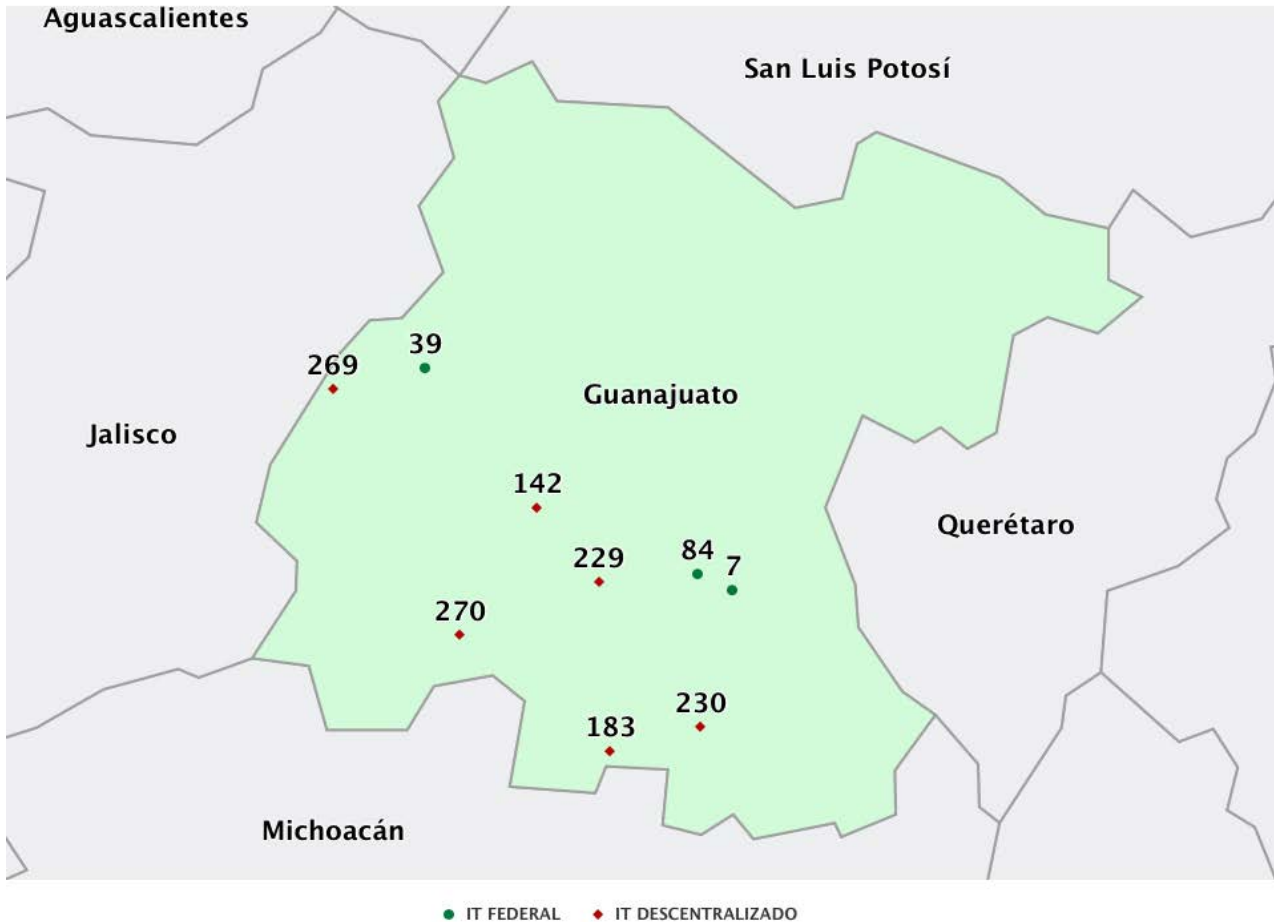 Aguascalientes
San Luis Potosí
39
269
Guanajuato
Jalisco
142
Querétaro
84
7
229
270
230
183
Michoacán
IT FEDERAL IT DESCENTRALIZADO